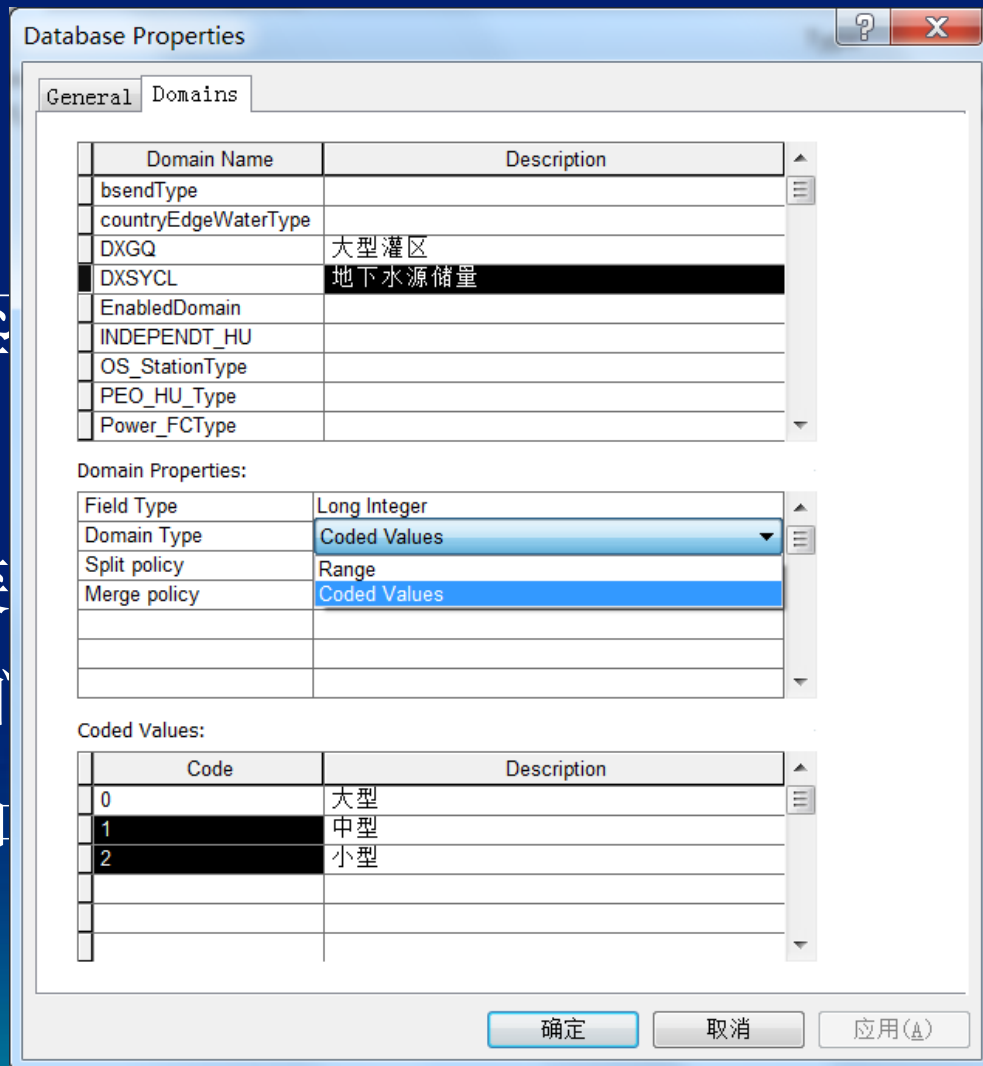 Database Properties
General Domains
Domain Name Description
bsendType
countryEdgeWaterType
DXGQ 大型灌区
DXSYCL 地下水源储量
EnabledDomain
INDEPENDT_HU
OS_StationType
PEO_HU_Type
Power_FCType
Domain Properties:
Field Type Long Integer
Domain Type Coded Values
Split policy Range
Merge policy Coded Values
Coded Values:
Code Description
0 大型
1 中型
2 小型
确定 取消 应用(A)